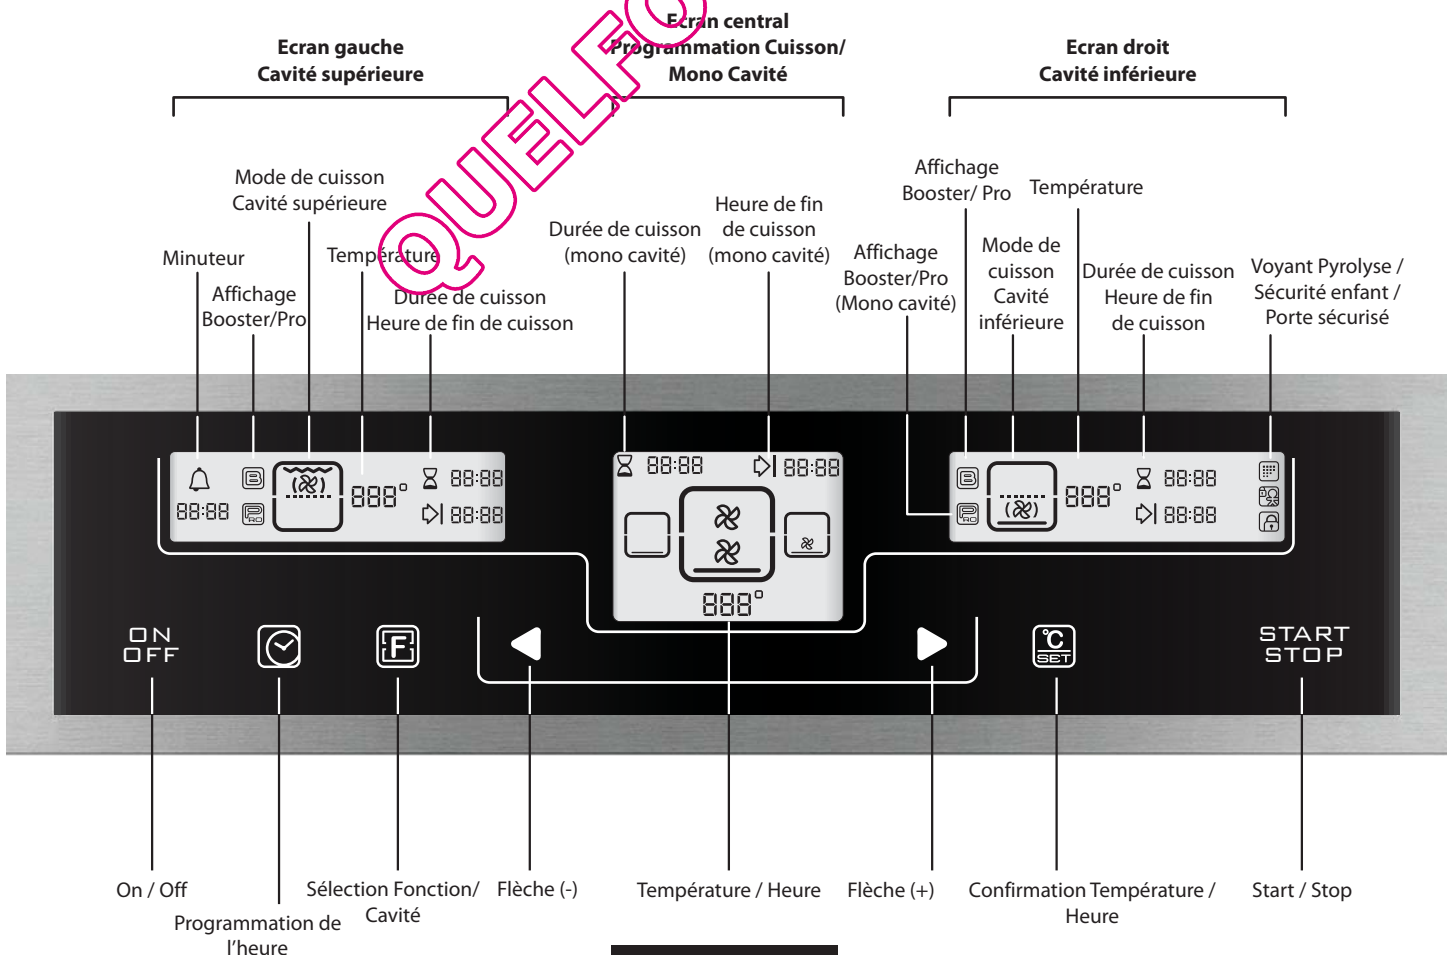 Ecran gauche
Cavité supérieure
Ecran central
Programmation Cuisson/
Mono Cavité
Ecran droit
Cavité inférieure
QUELFO
Minuteur
Affichage
Booster/Pro
Mode de cuisson
Cavité supérieure
Température
Durée de cuisson
Heure de fin de cuisson
Durée de cuisson
(mono cavité)
Heure de fin
de cuisson
(mono cavité)
Affichage
Booster/Pro
(Mono cavité)
Affichage
Booster/ Pro
Mode de
cuisson
Cavité
inférieure
Température
Durée de cuisson
Heure de fin
de cuisson
Voyant Pyrolyse /
Sécurité enfant /
Porte sécurisé
88:88
B
PRO
888°
88:88
88:88
88:88
88:88
888°
B
PRO
888°
88:88
88:88
ON
OFF
F
°C
SET
START
STOP
On / Off
Programmation de
l'heure
Sélection Fonction/
Cavité
Flèche (-)
Température / Heure
Flèche (+)
Confirmation Température /
Heure
Start / Stop